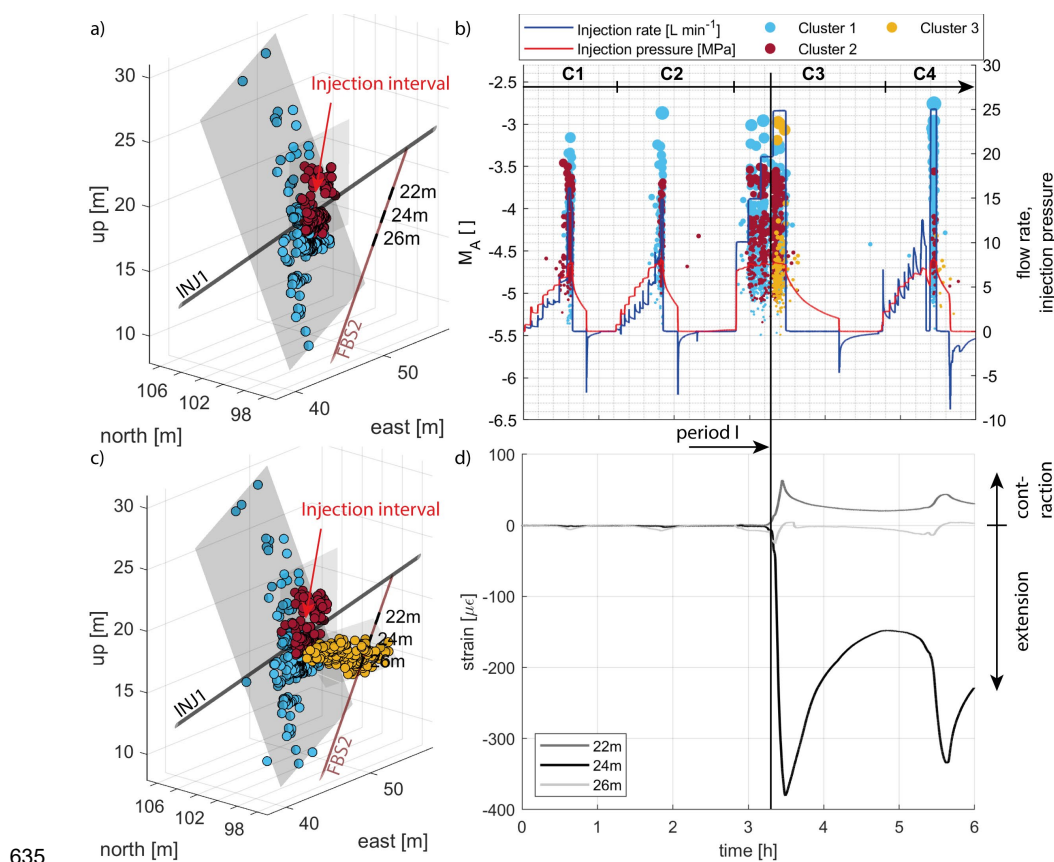 a)
30
25
20
15
10
up [m]
Injection interval
22m
24m
26m
INJ1
FBS2
106
102
98
40
50
north [m]
east [m]
b)
Injection rate [L min⁻¹]
Injection pressure [MPa]
Cluster 1
Cluster 2
Cluster 3
C1
C2
C3
C4
-2.5
-3
-3.5
-4
-4.5
-5
-5.5
-6
-6.5
M_A [ ]
30
25
20
15
10
5
0
-5
-10
flow rate,
injection pressure
period I
c)
30
25
20
15
10
up [m]
Injection interval
22m
24m
26m
INJ1
FBS2
106
102
98
40
50
north [m]
east [m]
d)
100
0
-100
-200
-300
-400
strain [με]
22m
24m
26m
0
1
2
3
4
5
6
time [h]
cont-
raction
extension
635